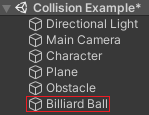 Collision Example*
Directional Light
Main Camera
Character
Plane
Obstacle
Billiard Ball